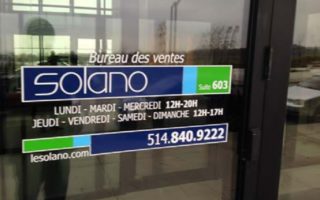 Bureau des ventes
solano
Suite 603
LUNDI - MARDI - MERCREDI 12H-20H
JEUDI - VENDREDI - SAMEDI - DIMANCHE 12H-17H
lesolano.com
514.840.9222